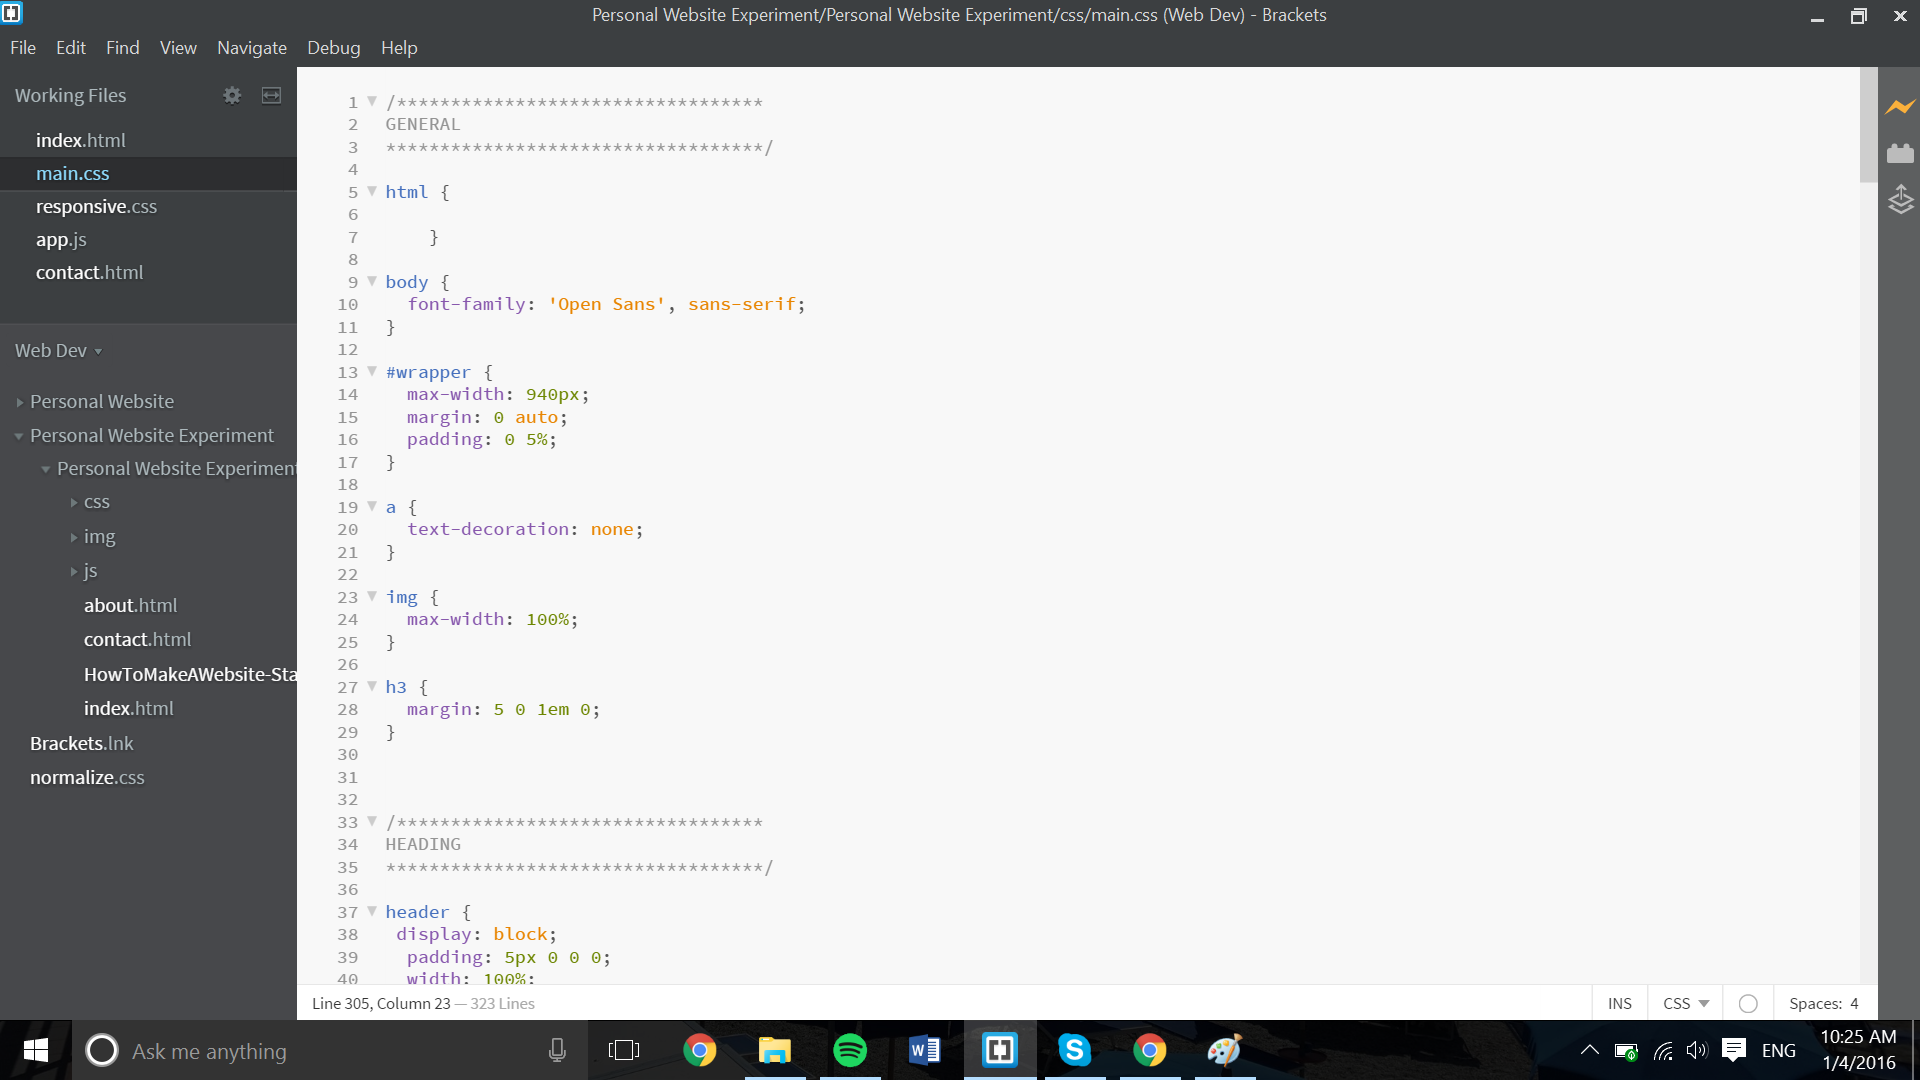 Personal Website Experiment/Personal Website Experiment/css/main.css (Web Dev) - Brackets
File Edit Find View Navigate Debug Help
Working Files
index.html
main.css
responsive.css
app.js
contact.html
Web Dev
Personal Website
Personal Website Experiment
Personal Website Experiment
css
img
js
about.html
contact.html
HowToMakeAWebsite-Sta
index.html
Brackets.lnk
normalize.css
1 /**********************************
2 GENERAL
3 ***********************************/
4
5 html {
6
7     }
8
9 body {
10   font-family: 'Open Sans', sans-serif;
11 }
12
13 #wrapper {
14   max-width: 940px;
15   margin: 0 auto;
16   padding: 0 5%;
17 }
18
19 a {
20   text-decoration: none;
21 }
22
23 img {
24   max-width: 100%;
25 }
26
27 h3 {
28   margin: 5 0 1em 0;
29 }
30
31
32
33 /**********************************
34 HEADING
35 ***********************************/
36
37 header {
38  display: block;
39   padding: 5px 0 0 0;
40   width: 100%;
Line 305, Column 23 — 323 Lines
INS CSS Spaces: 4
Ask me anything
ENG
10:25 AM
1/4/2016